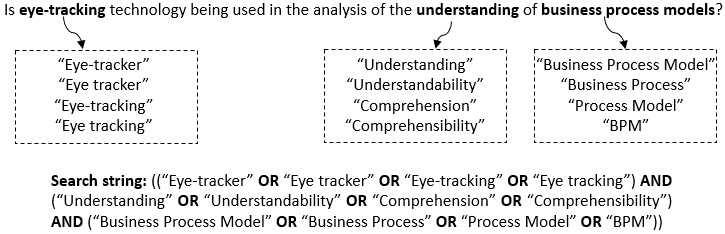 Is eye-tracking technology being used in the analysis of the understanding of business process models?
“Eye-tracker”
“Eye tracker”
“Eye-tracking”
“Eye tracking”
“Understanding”
“Understandability”
“Comprehension”
“Comprehensibility”
“Business Process Model”
“Business Process”
“Process Model”
“BPM”
Search string: ((“Eye-tracker” OR “Eye tracker” OR “Eye-tracking” OR “Eye tracking”) AND
(“Understanding” OR “Understandability” OR “Comprehension” OR “Comprehensibility”)
AND (“Business Process Model” OR “Business Process” OR “Process Model” OR “BPM”))